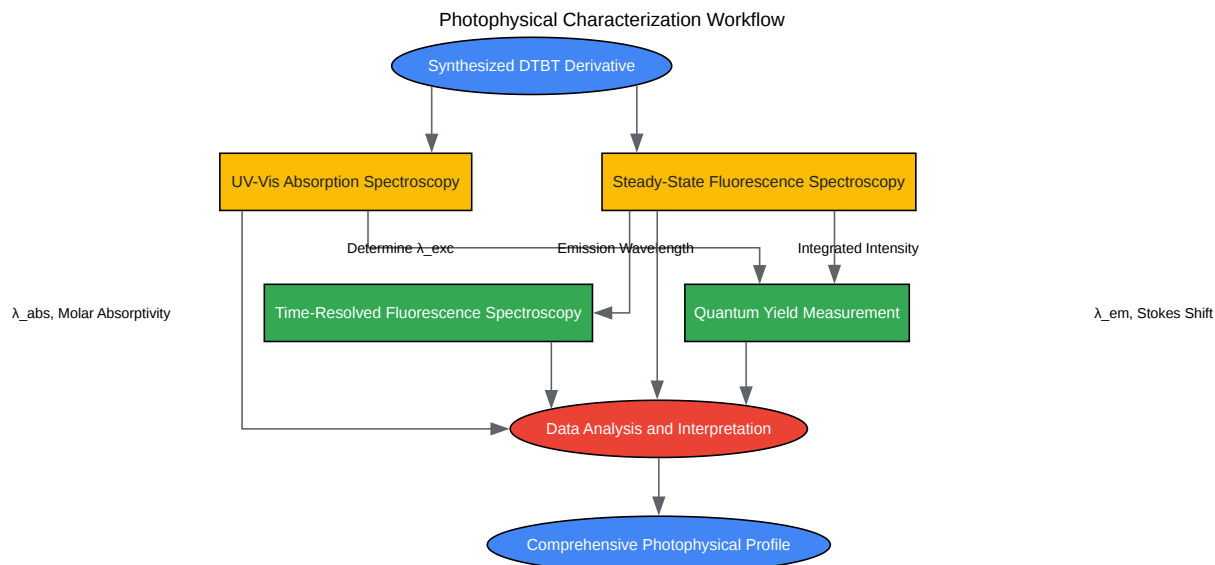 Photophysical Characterization Workflow
Synthesized DTBT Derivative
UV-Vis Absorption Spectroscopy
Steady-State Fluorescence Spectroscopy
Determine λ_exc
Emission Wavelength
Integrated Intensity
λ_abs, Molar Absorptivity
Time-Resolved Fluorescence Spectroscopy
Quantum Yield Measurement
λ_em, Stokes Shift
Data Analysis and Interpretation
Comprehensive Photophysical Profile